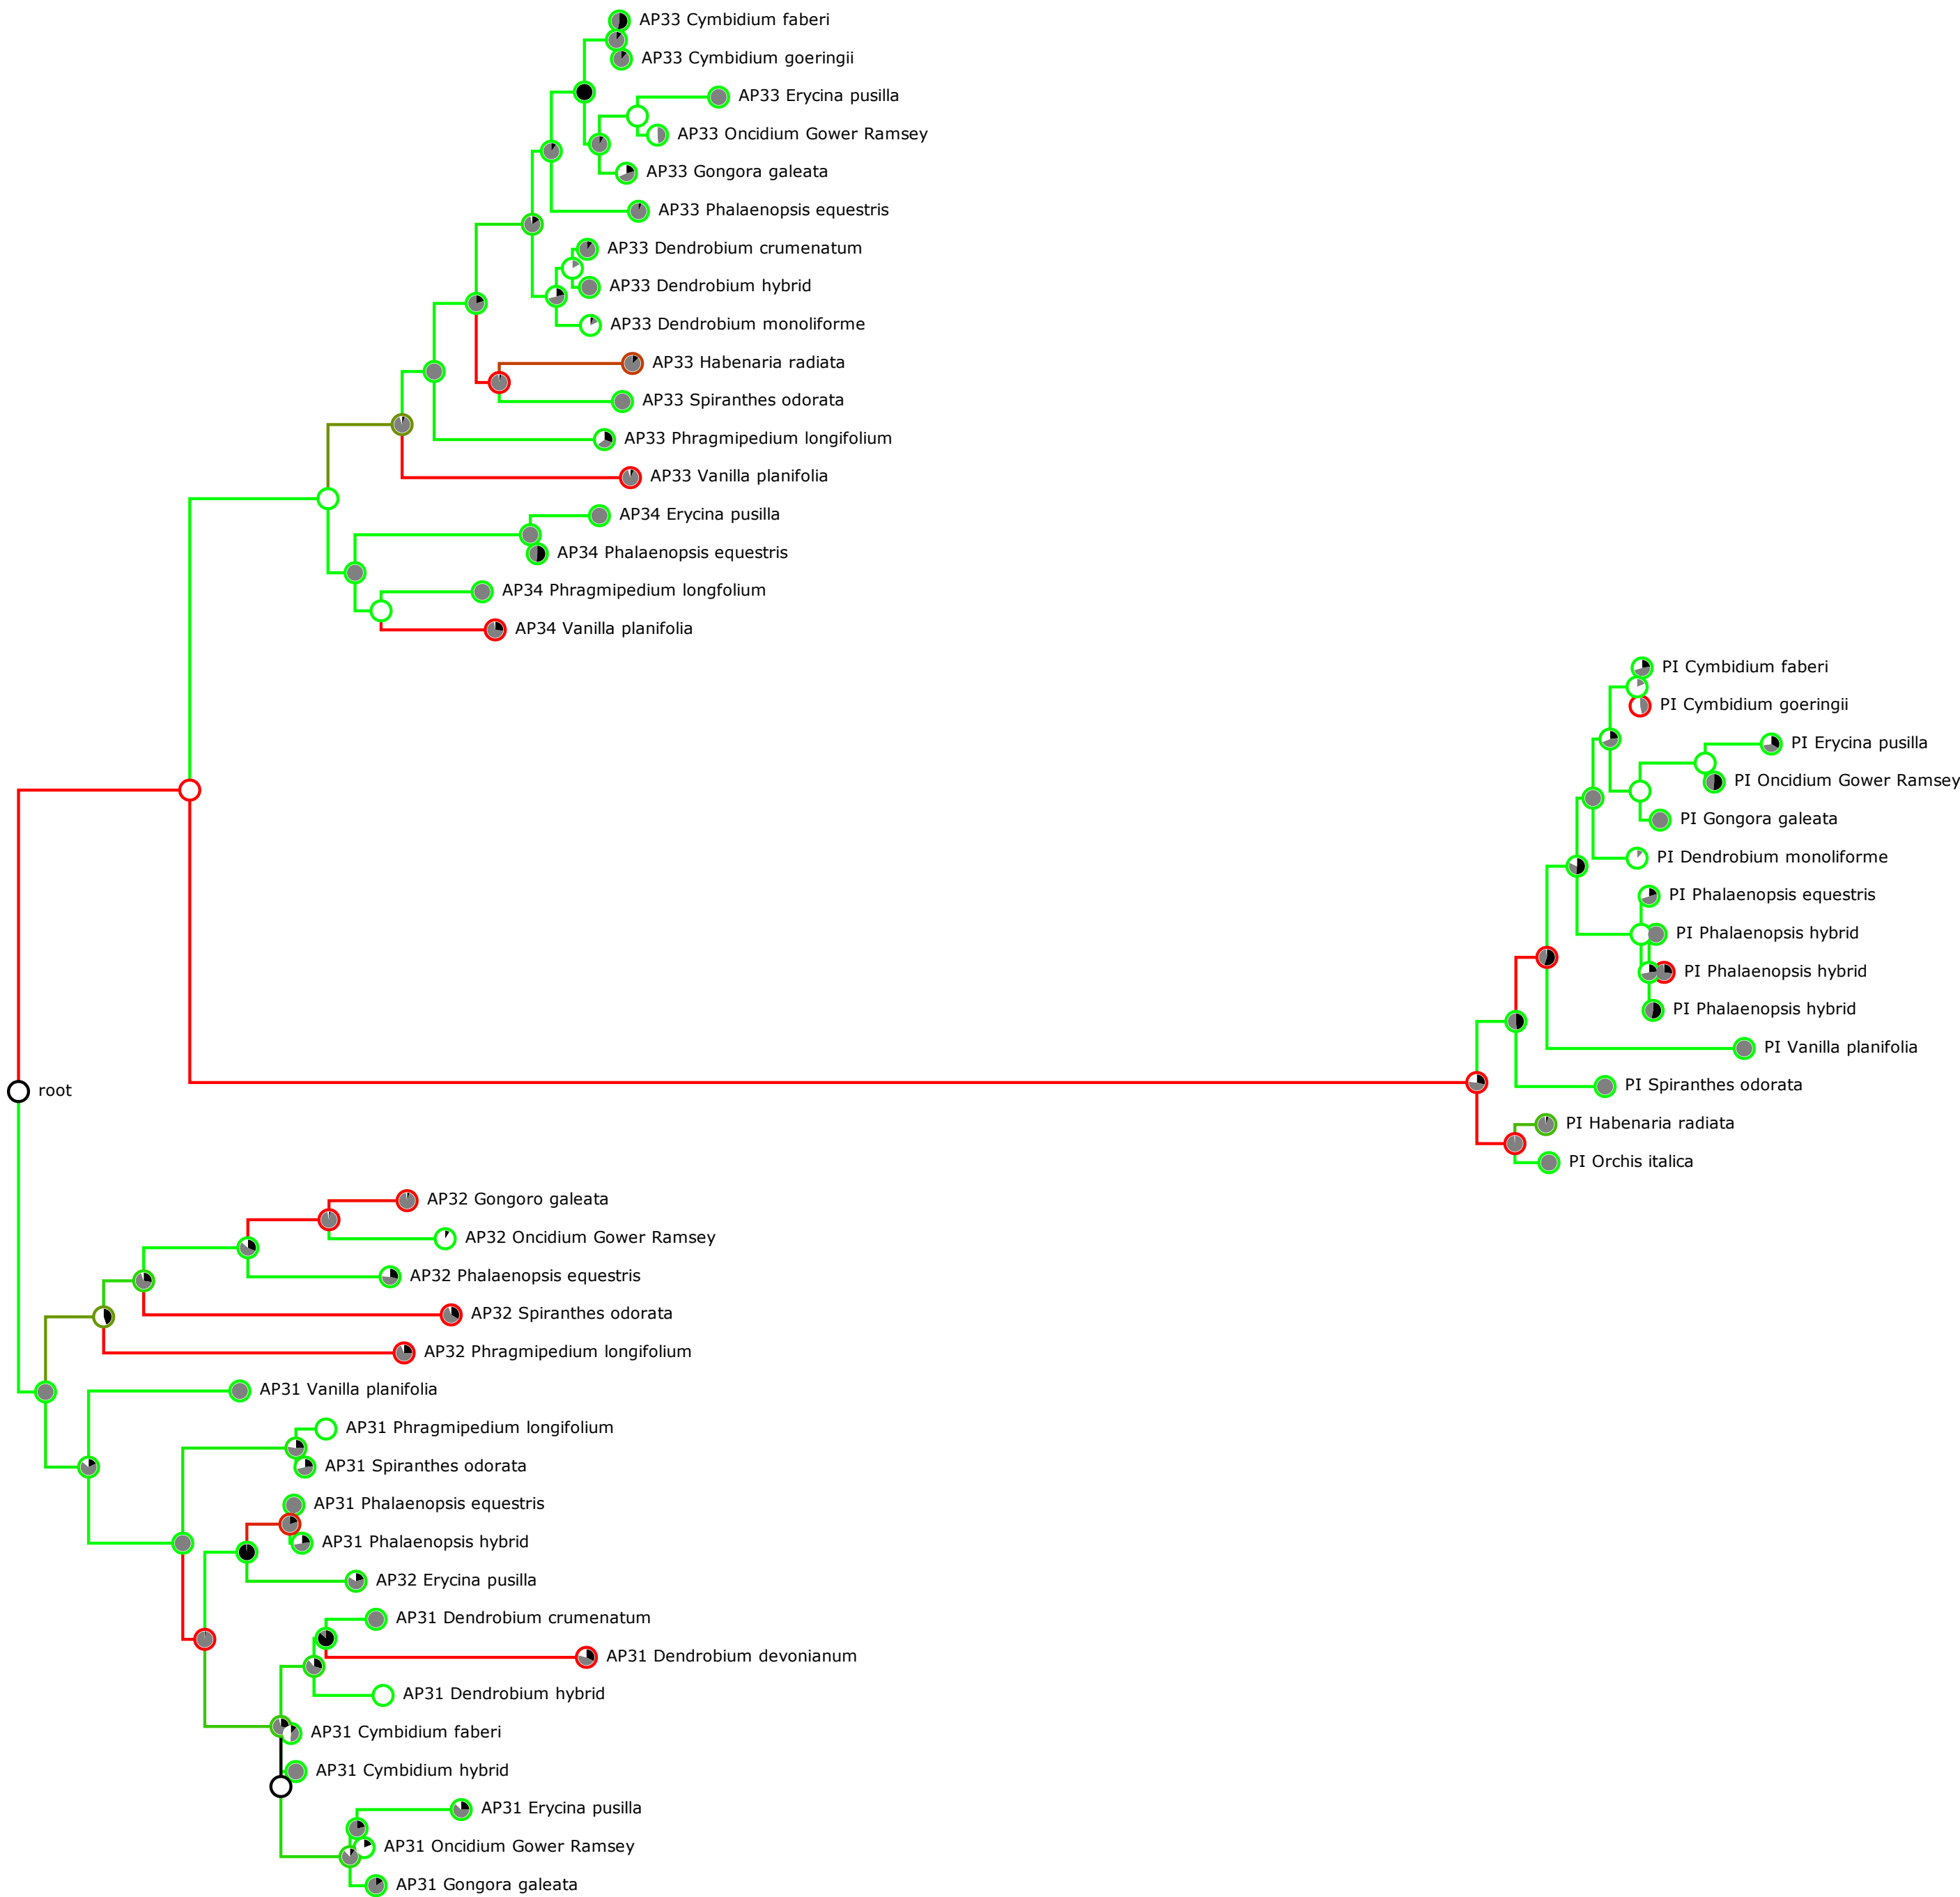 AP33 Cymbidium faberi
AP33 Cymbidium goeringii
AP33 Erycina pusilla
AP33 Oncidium Gower Ramsey
AP33 Gongora galeata
AP33 Phalaenopsis equestris
AP33 Dendrobium crumenatum
AP33 Dendrobium hybrid
AP33 Dendrobium monoliforme
AP33 Habenaria radiata
AP33 Spiranthes odorata
AP33 Phragmipedium longifolium
AP33 Vanilla planifolia
AP34 Erycina pusilla
AP34 Phalaenopsis equestris
AP34 Phragmipedium longfolium
AP34 Vanilla planifolia
PI Cymbidium faberi
PI Cymbidium goeringii
PI Erycina pusilla
PI Oncidium Gower Ramsey
PI Gongora galeata
PI Dendrobium monoliforme
PI Phalaenopsis equestris
PI Phalaenopsis hybrid
PI Phalaenopsis hybrid
PI Phalaenopsis hybrid
PI Vanilla planifolia
PI Spiranthes odorata
root
PI Habenaria radiata
PI Orchis italica
AP32 Gongoro galeata
AP32 Oncidium Gower Ramsey
AP32 Phalaenopsis equestris
AP32 Spiranthes odorata
AP32 Phragmipedium longifolium
AP31 Vanilla planifolia
AP31 Phragmipedium longifolium
AP31 Spiranthes odorata
AP31 Phalaenopsis equestris
AP31 Phalaenopsis hybrid
AP32 Erycina pusilla
AP31 Dendrobium crumenatum
AP31 Dendrobium devonianum
AP31 Dendrobium hybrid
AP31 Cymbidium faberi
AP31 Cymbidium hybrid
AP31 Erycina pusilla
AP31 Oncidium Gower Ramsey
AP31 Gongora galeata